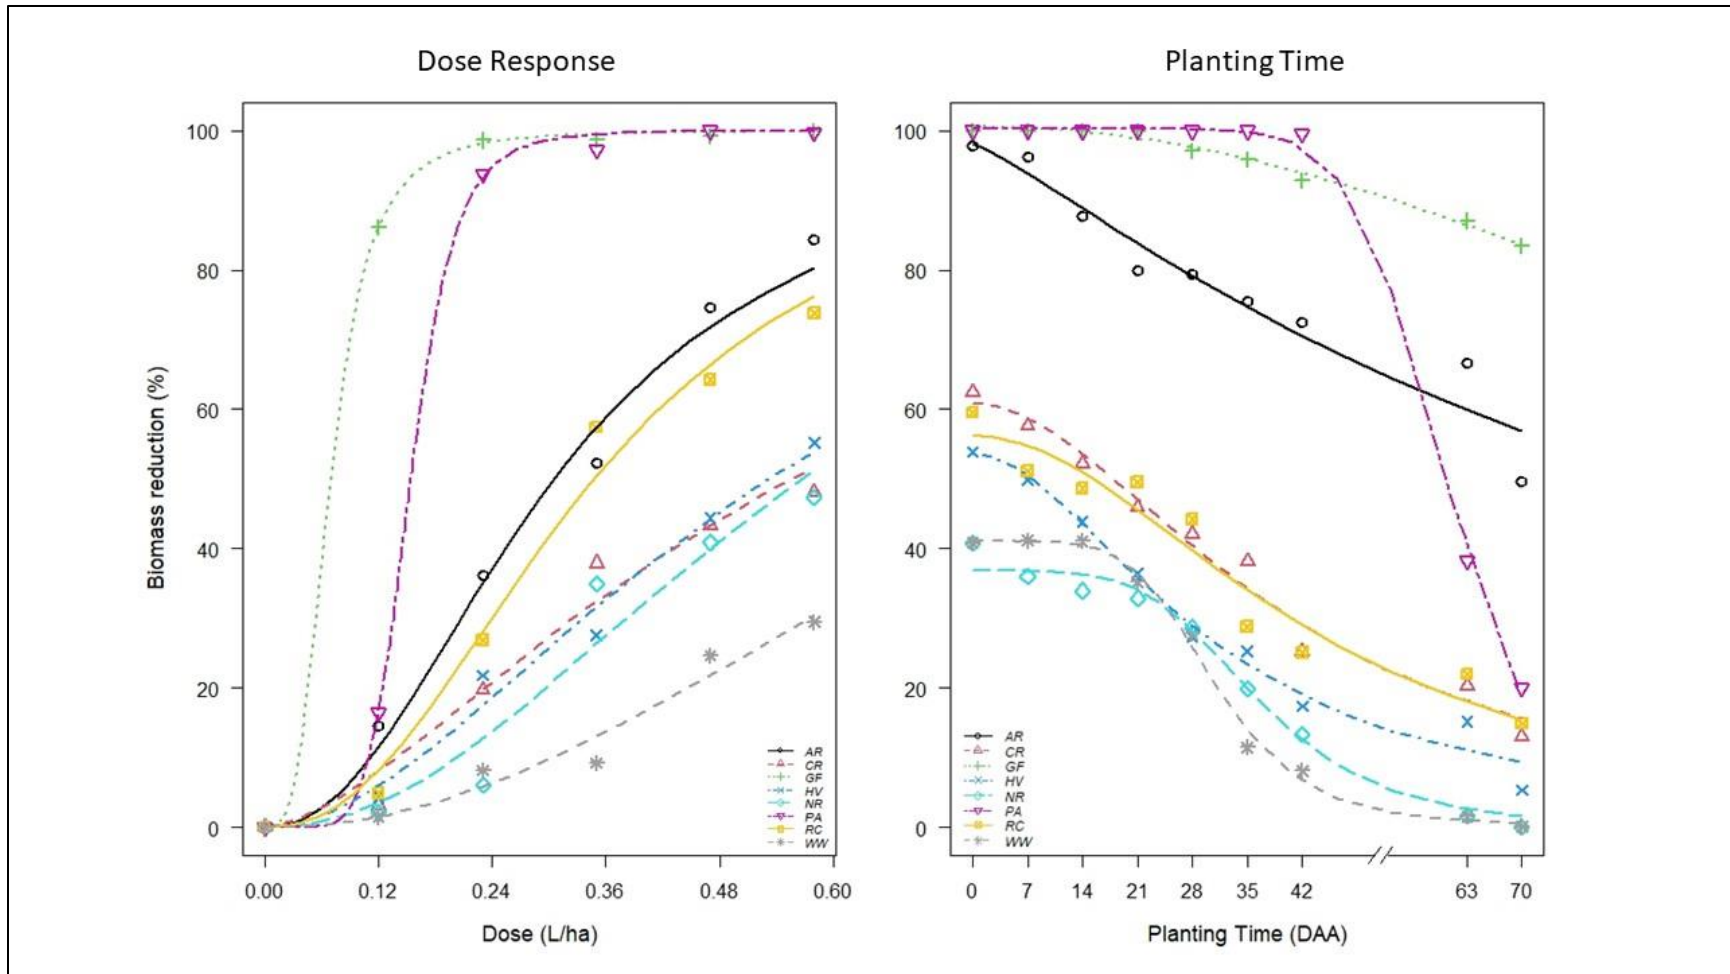 Dose Response
Planting Time
Biomass reduction (%)
100
80
60
40
20
0
AR
CR
GF
HV
NR
PA
RC
WW
0.00 0.12 0.24 0.36 0.48 0.60
Dose (L/ha)
100
80
60
40
20
0
AR
CR
GF
HV
NR
PA
RC
WW
0 7 14 21 28 35 42 63 70
Planting Time (DAA)